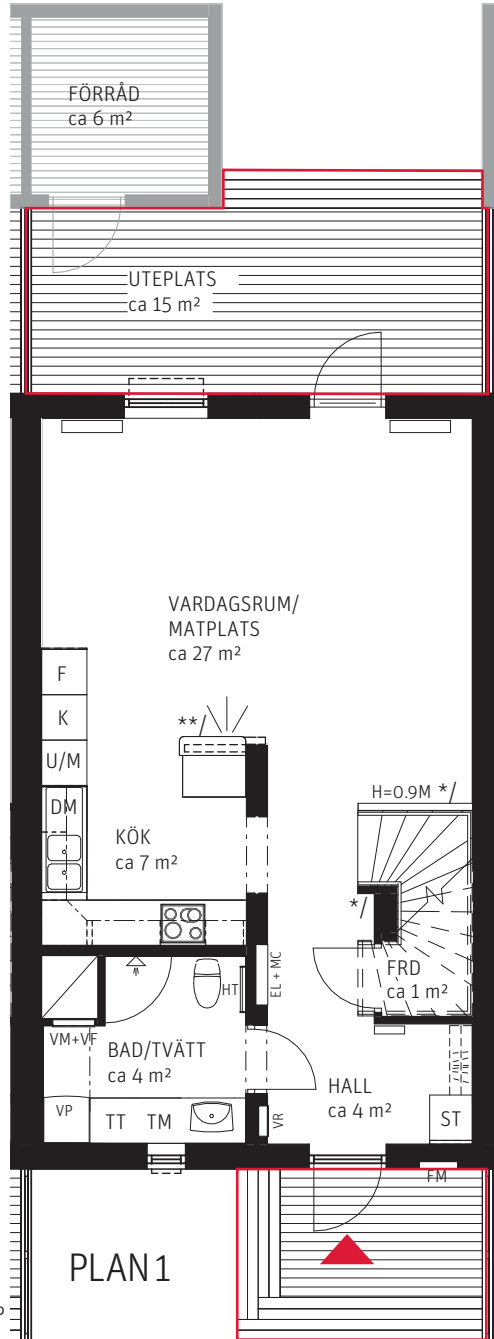 FÖRRÅD
ca 6 m²
UTEPLATS
ca 15 m²
VARDAGSRUM/
MATPLATS
ca 27 m²
F
K
**/
U/M
H=0.9M */
DM
KÖK
ca 7 m²
*/
EL + MC
FRD
ca 1 m²
HT
VM+VF
BAD/TVÄTT
ca 4 m²
HALL
ca 4 m²
VP
TT TM
VR
ST
FM
PLAN 1